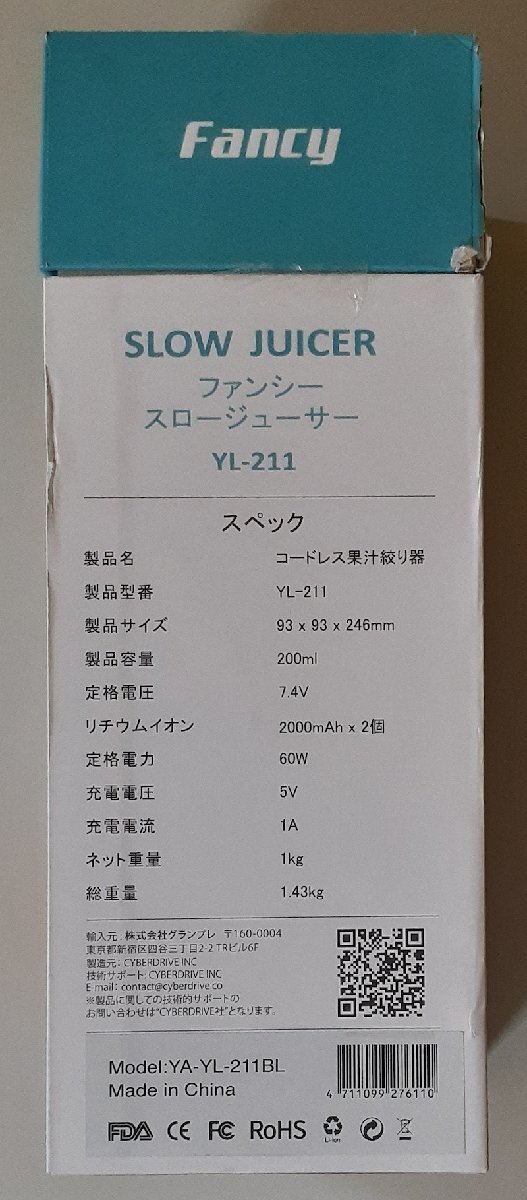 Fancy
SLOW JUICER
ファンシー
スロージューサー
YL-211
スペック
製品名 コードレス果汁絞り器
製品型番 YL-211
製品サイズ 93 x 93 x 246mm
製品容量 200ml
定格電圧 7.4V
リチウムイオン 2000mAh x 2個
定格電力 60W
充電電圧 5V
充電電流 1A
ネット重量 1kg
総重量 1.43kg
輸入元 : 株式会社グランプレ 〒160-0004
東京都新宿区四谷三丁目2-2 TRビル6F
製造元 : CYBERDRIVE INC
技術サポート: CYBERDRIVE INC
E-mail : contact@cyberdrive.co
※製品に関しての技術的サポートの
お問い合わせは"CYBERDRIVE社"となります。
Model:YA-YL-211BL
Made in China
4 711099 276110
FDA CE FC RoHS
Li-ion